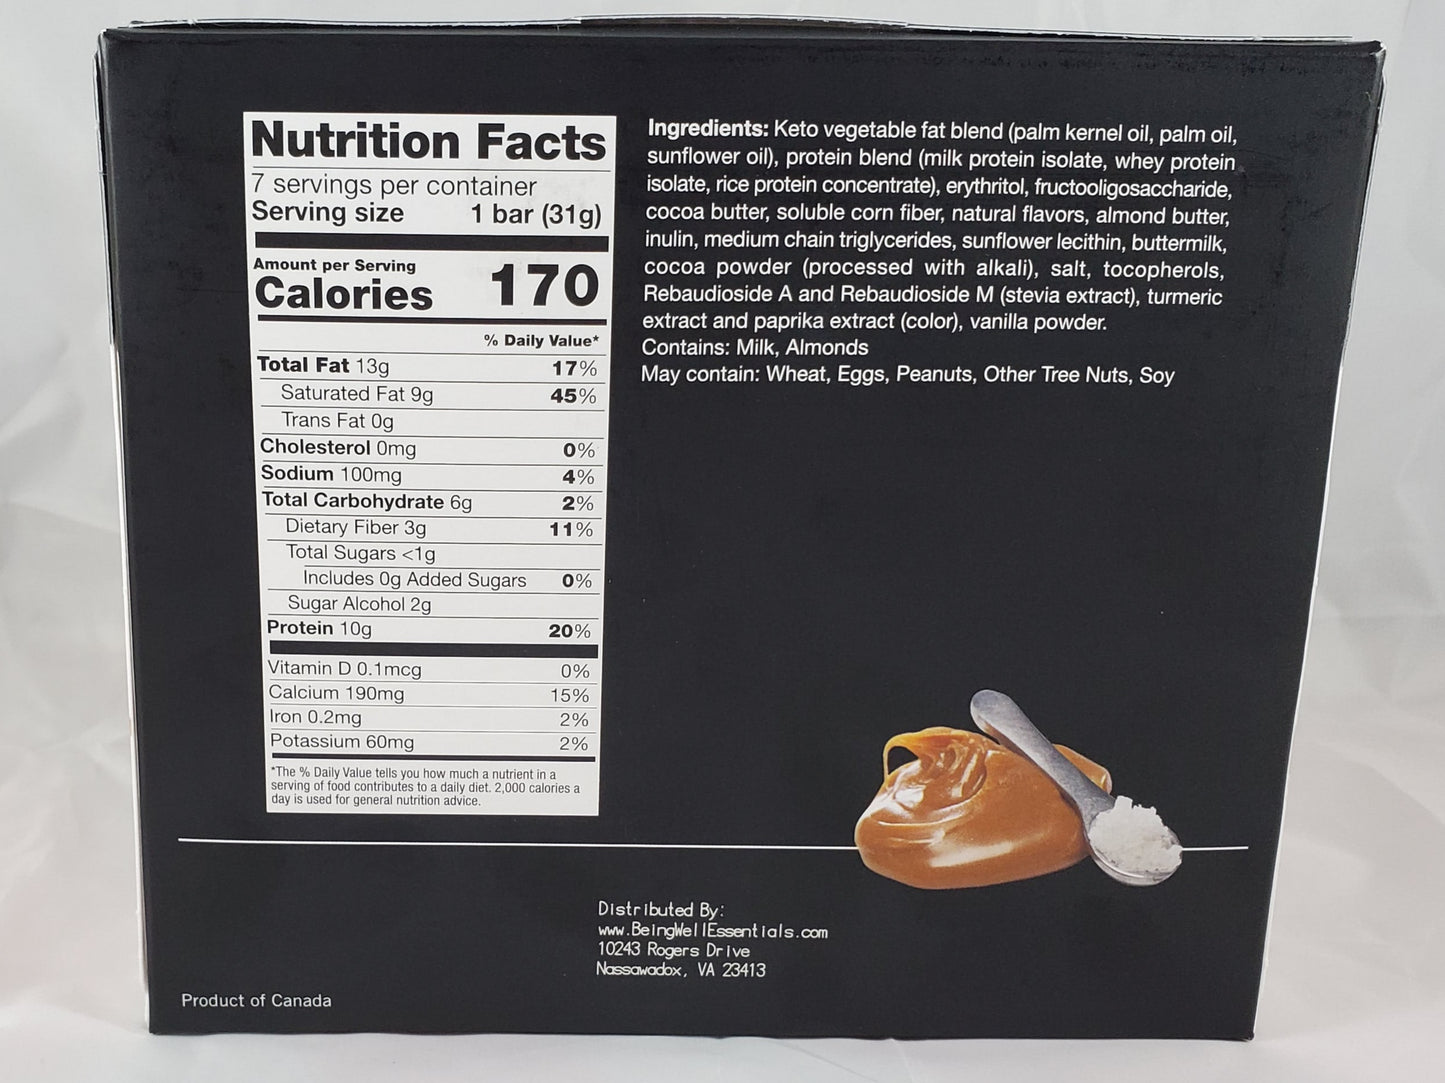 Nutrition Facts
7 servings per container
Serving size 1 bar (31g)
Amount per Serving
Calories 170
% Daily Value*
Total Fat 13g 17%
Saturated Fat 9g 45%
Trans Fat 0g
Cholesterol 0mg 0%
Sodium 100mg 4%
Total Carbohydrate 6g 2%
Dietary Fiber 3g 11%
Total Sugars <1g
Includes 0g Added Sugars 0%
Sugar Alcohol 2g
Protein 10g 20%
Vitamin D 0.1mcg 0%
Calcium 190mg 15%
Iron 0.2mg 2%
Potassium 60mg 2%
*The % Daily Value tells you how much a nutrient in a
serving of food contributes to a daily diet. 2,000 calories a
day is used for general nutrition advice.
Ingredients: Keto vegetable fat blend (palm kernel oil, palm oil,
sunflower oil), protein blend (milk protein isolate, whey protein
isolate, rice protein concentrate), erythritol, fructooligosaccharide,
cocoa butter, soluble corn fiber, natural flavors, almond butter,
inulin, medium chain triglycerides, sunflower lecithin, buttermilk,
cocoa powder (processed with alkali), salt, tocopherols,
Rebaudioside A and Rebaudioside M (stevia extract), turmeric
extract and paprika extract (color), vanilla powder.
Contains: Milk, Almonds
May contain: Wheat, Eggs, Peanuts, Other Tree Nuts, Soy
Distributed By:
www.BeingWellEssentials.com
10243 Rogers Drive
Nassawadox, VA 23413
Product of Canada